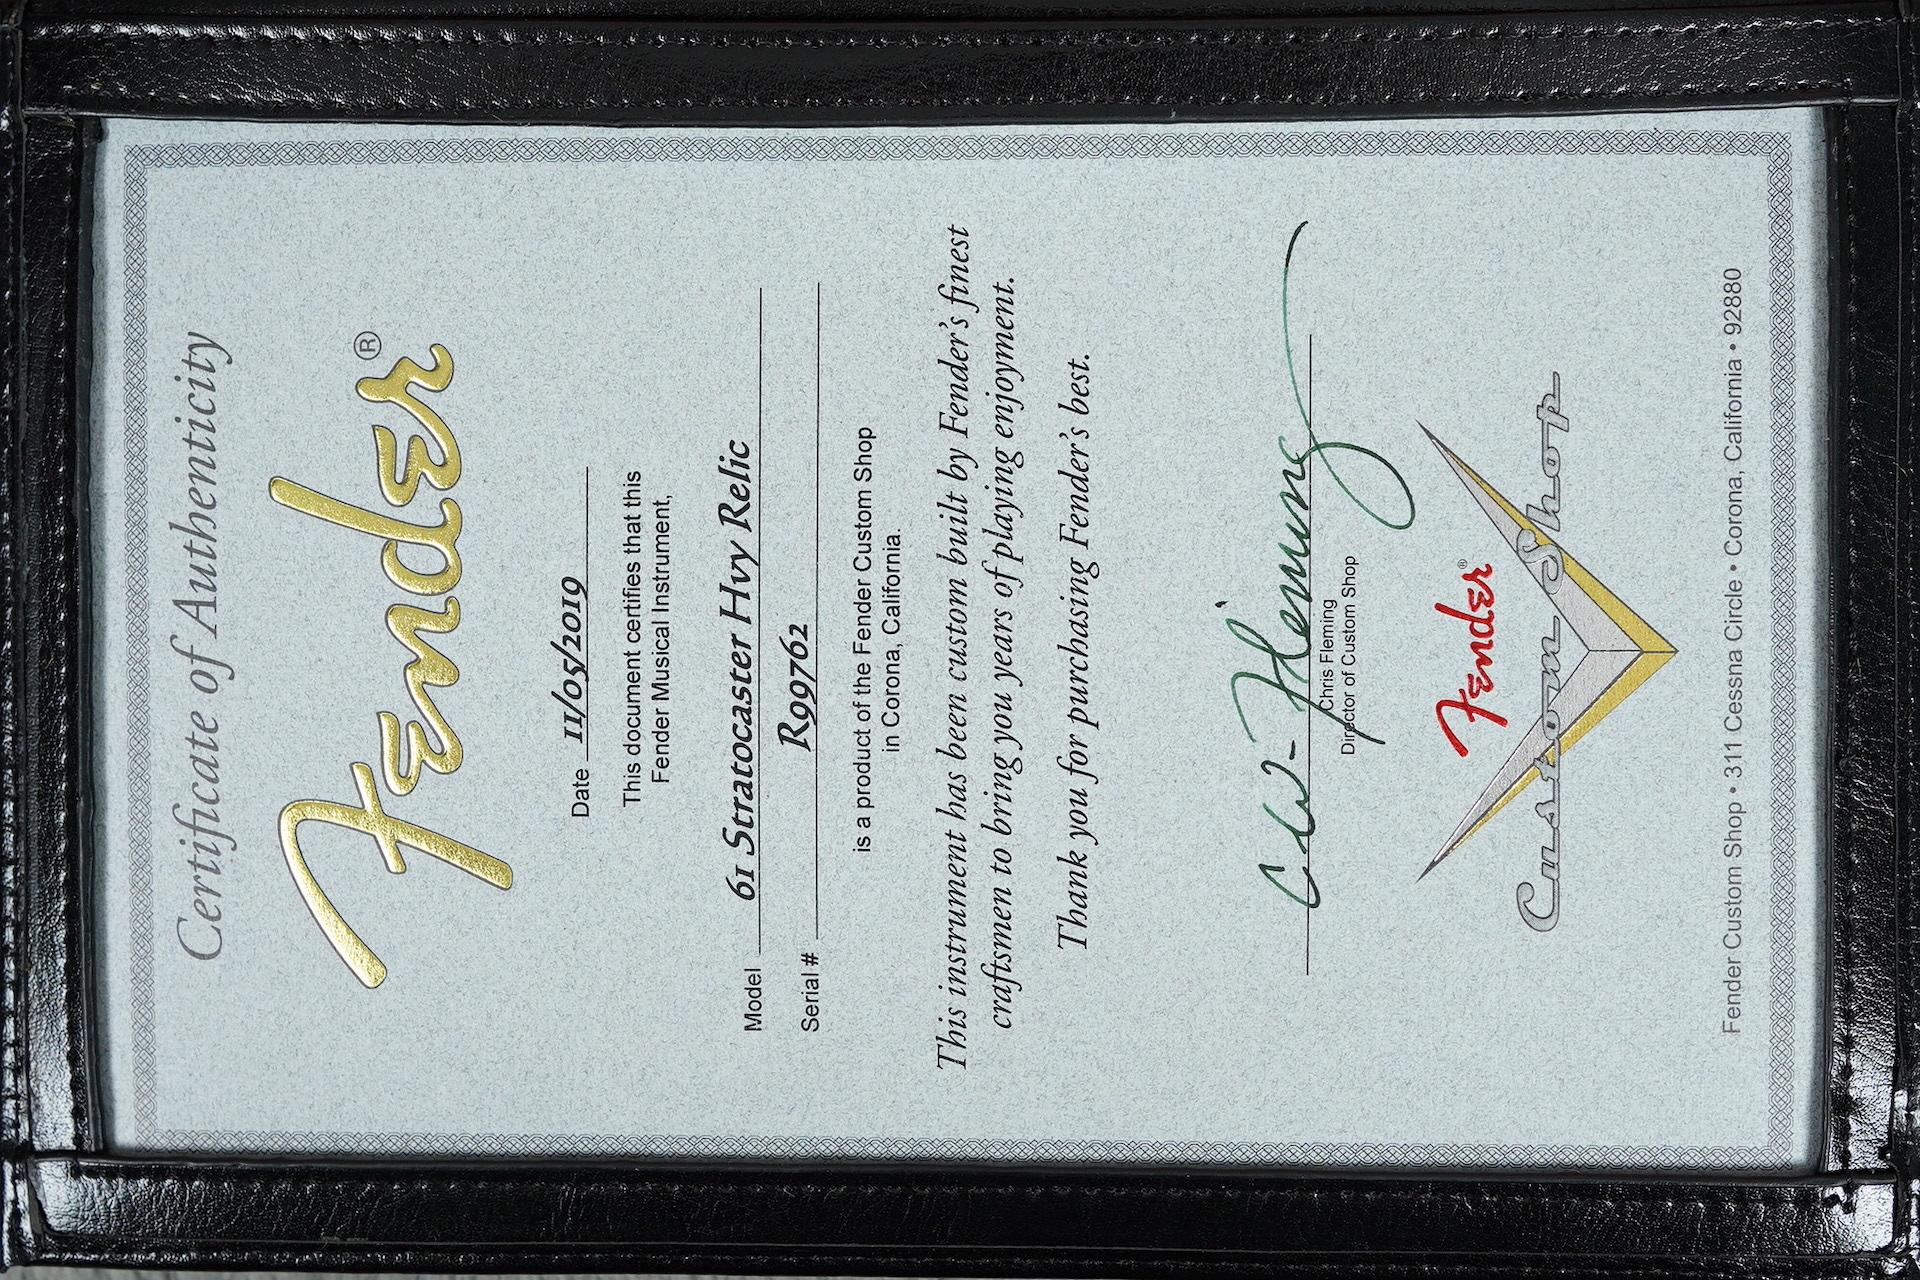 Certificate of Authenticity
Fender®
Date 11/05/2019
This document certifies that this
Fender Musical Instrument,
Model 61 Stratocaster Hvy Relic
Serial # R99762
is a product of the Fender Custom Shop
in Corona, California.
This instrument has been custom built by Fender's finest
craftsmen to bring you years of playing enjoyment.
Thank you for purchasing Fender's best.
CW-Fleming
Chris Fleming
Director of Custom Shop
Fender®
Custom Shop
Fender Custom Shop • 311 Cessna Circle • Corona, California • 92880